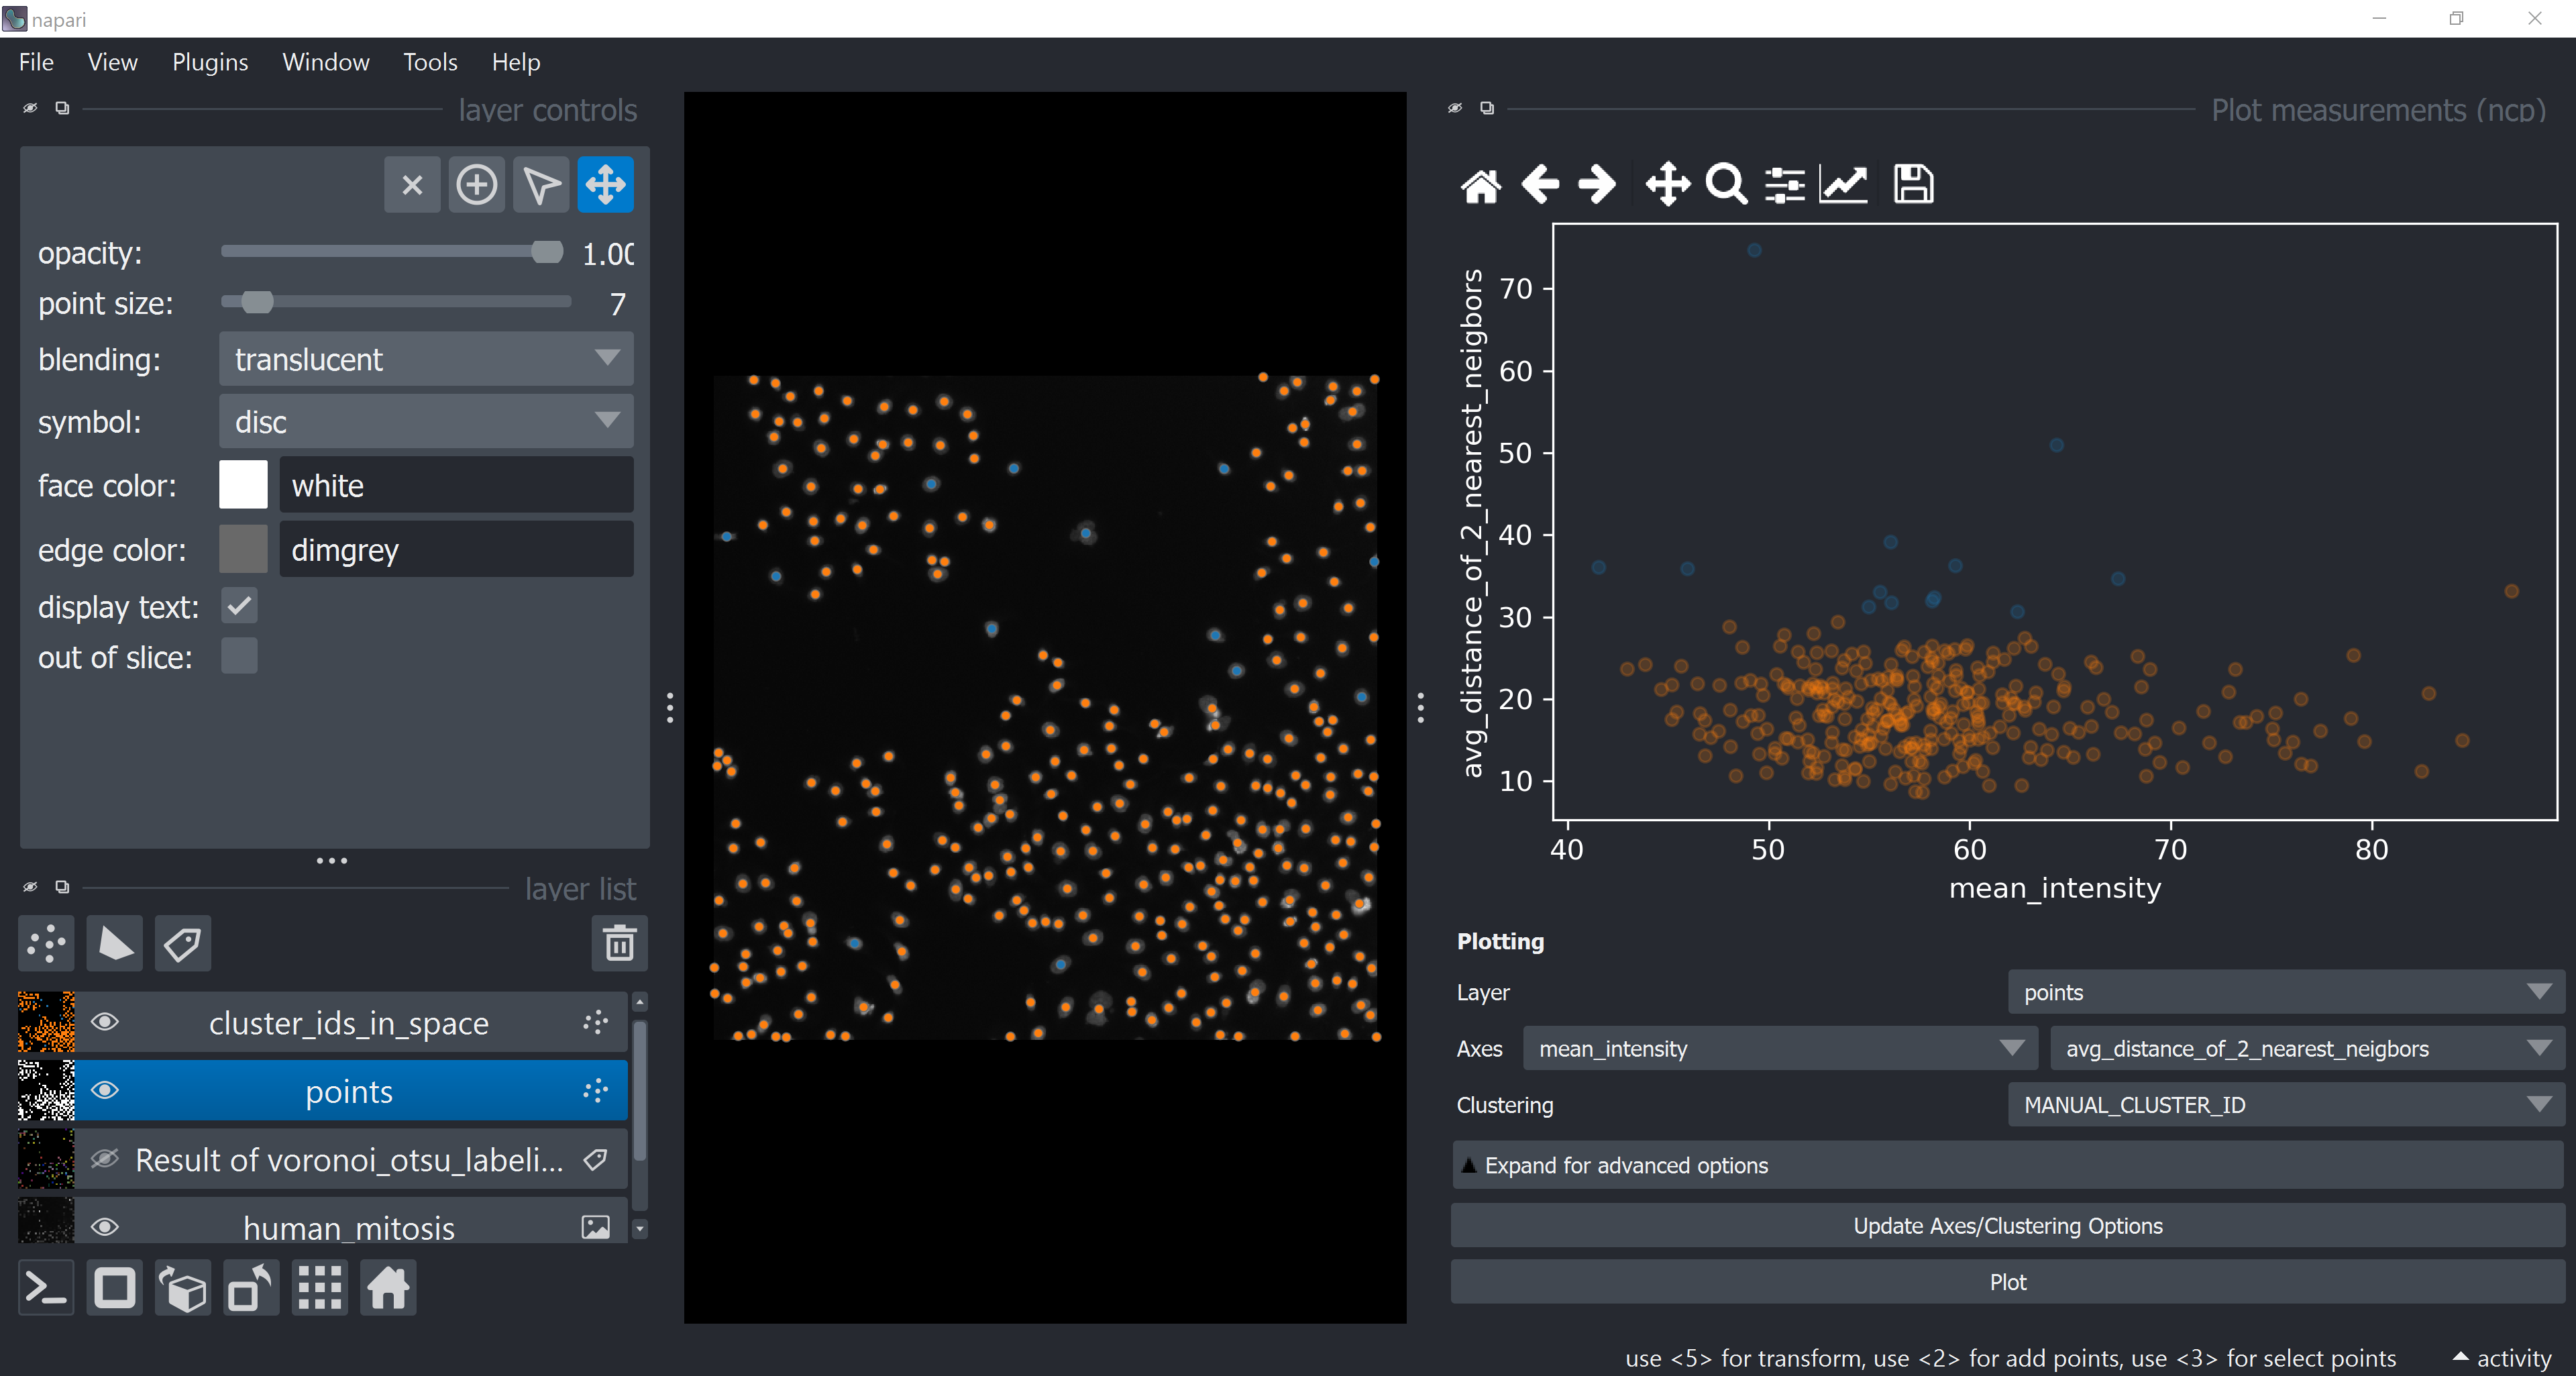 napari
File View Plugins Window Tools Help
layer controls
opacity: 1.00
point size: 7
blending: translucent
symbol: disc
face color: white
edge color: dimgrey
display text:
out of slice:
layer list
cluster_ids_in_space
points
Result of voronoi_otsu_labeli...
human_mitosis
Plot measurements (ncp)
avg_distance_of_2_nearest_neigbors
70
60
50
40
30
20
10
40 50 60 70 80
mean_intensity
Plotting
Layer points
Axes mean_intensity avg_distance_of_2_nearest_neigbors
Clustering MANUAL_CLUSTER_ID
Expand for advanced options
Update Axes/Clustering Options
Plot
use <5> for transform, use <2> for add points, use <3> for select points activity